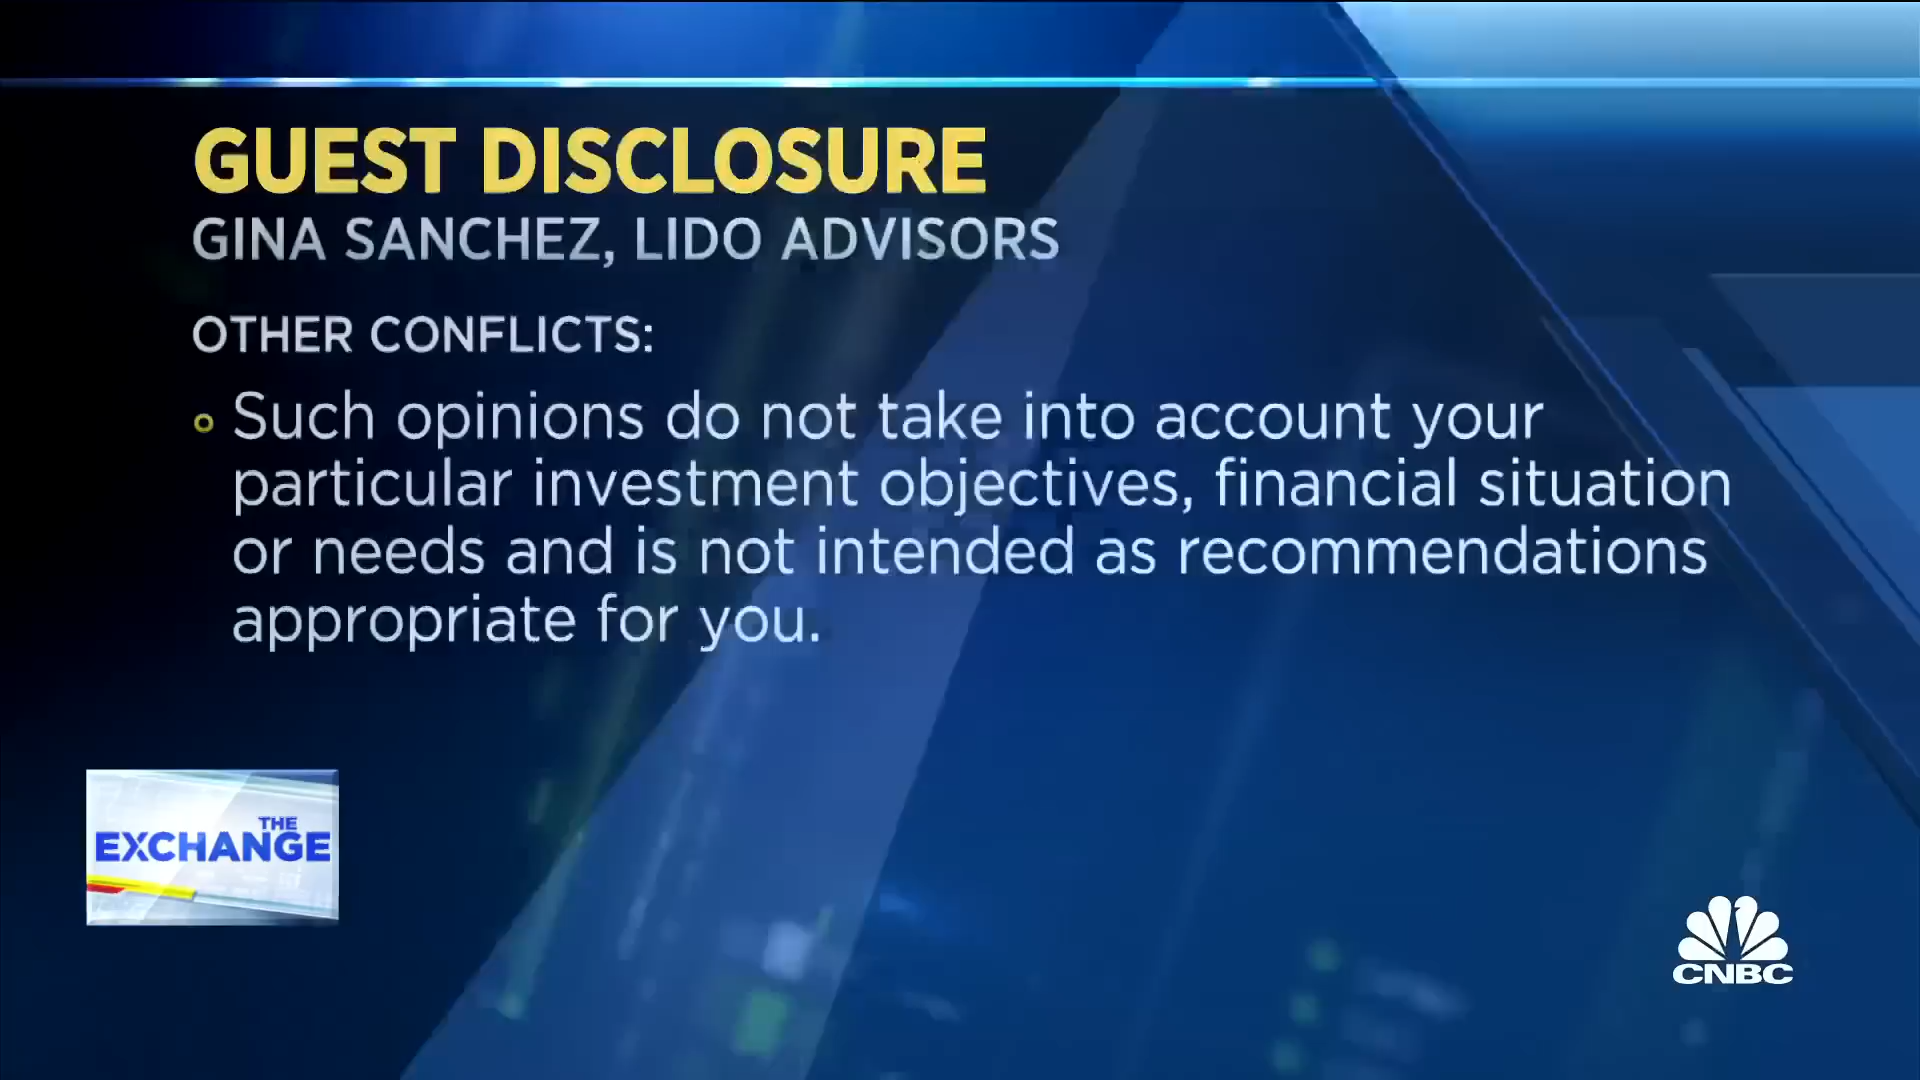 GUEST DISCLOSURE
GINA SANCHEZ, LIDO ADVISORS
OTHER CONFLICTS:
Such opinions do not take into account your
particular investment objectives, financial situation
or needs and is not intended as recommendations
appropriate for you.
THE
EXCHANGE
CNBC